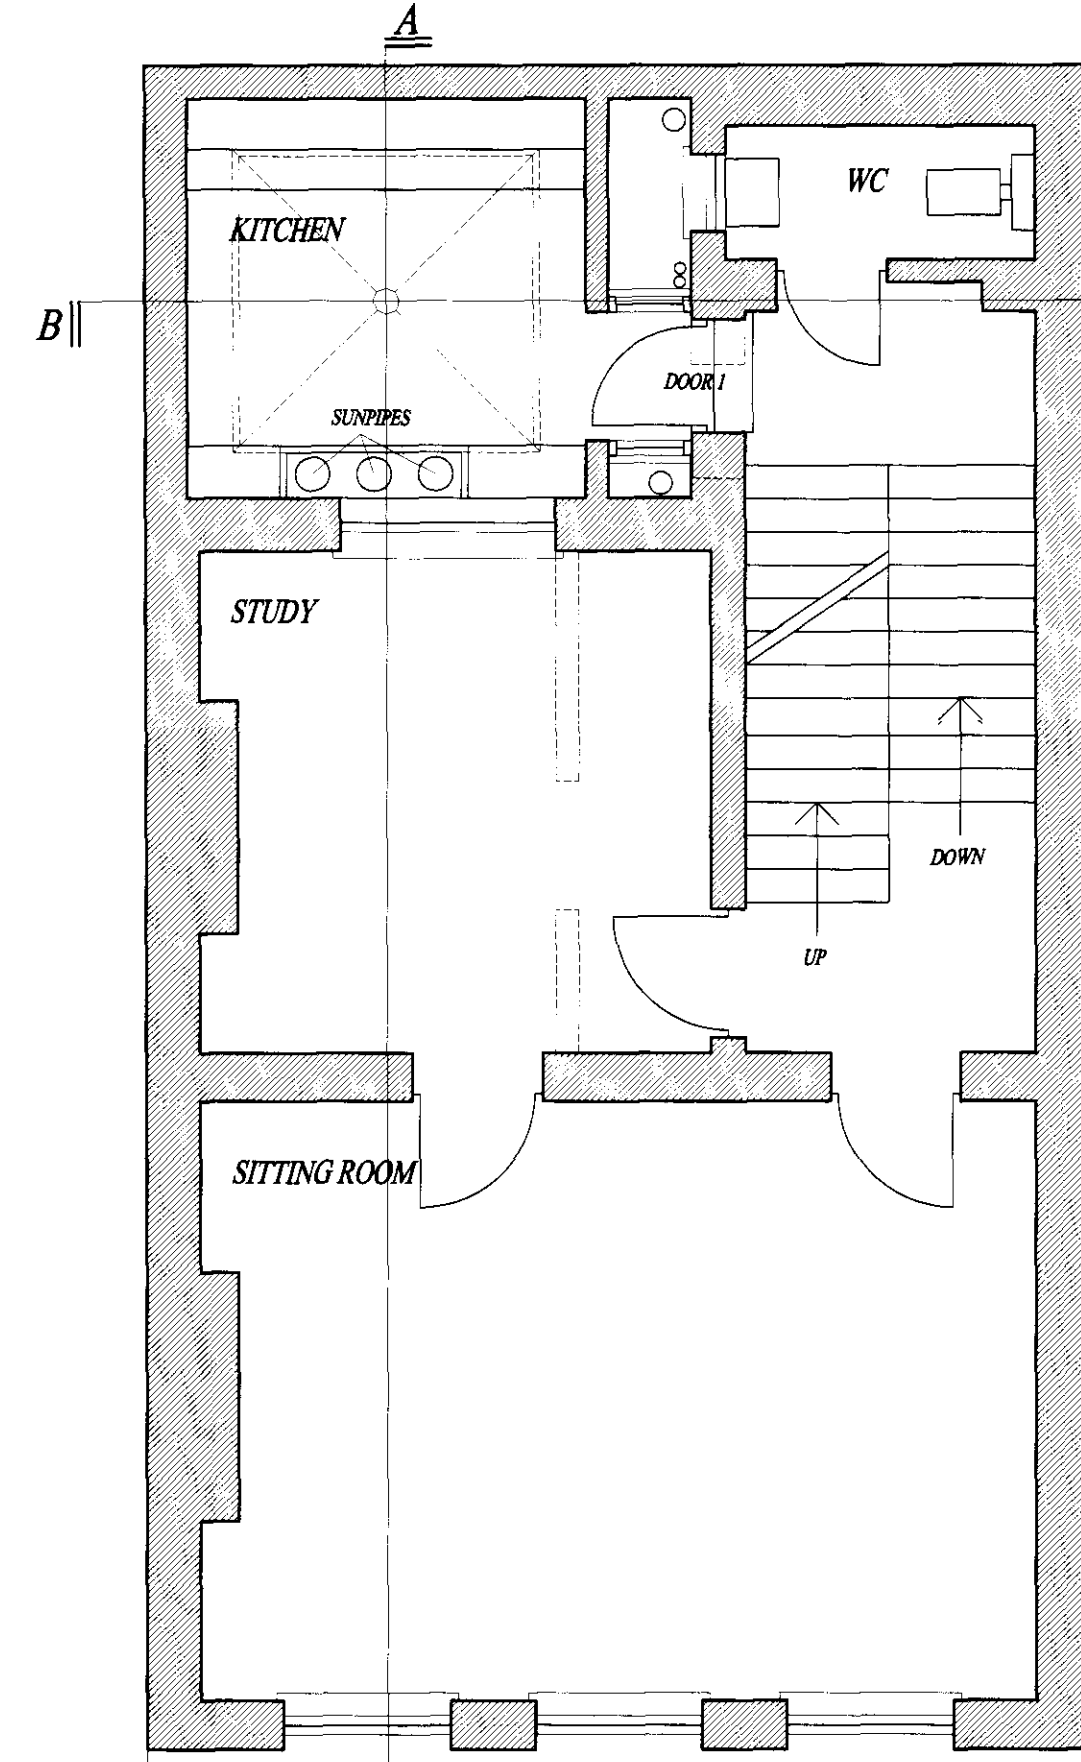 A
WC
KITCHEN
B
DOOR 1
SUNPIPES
STUDY
DOWN
UP
SITTING ROOM